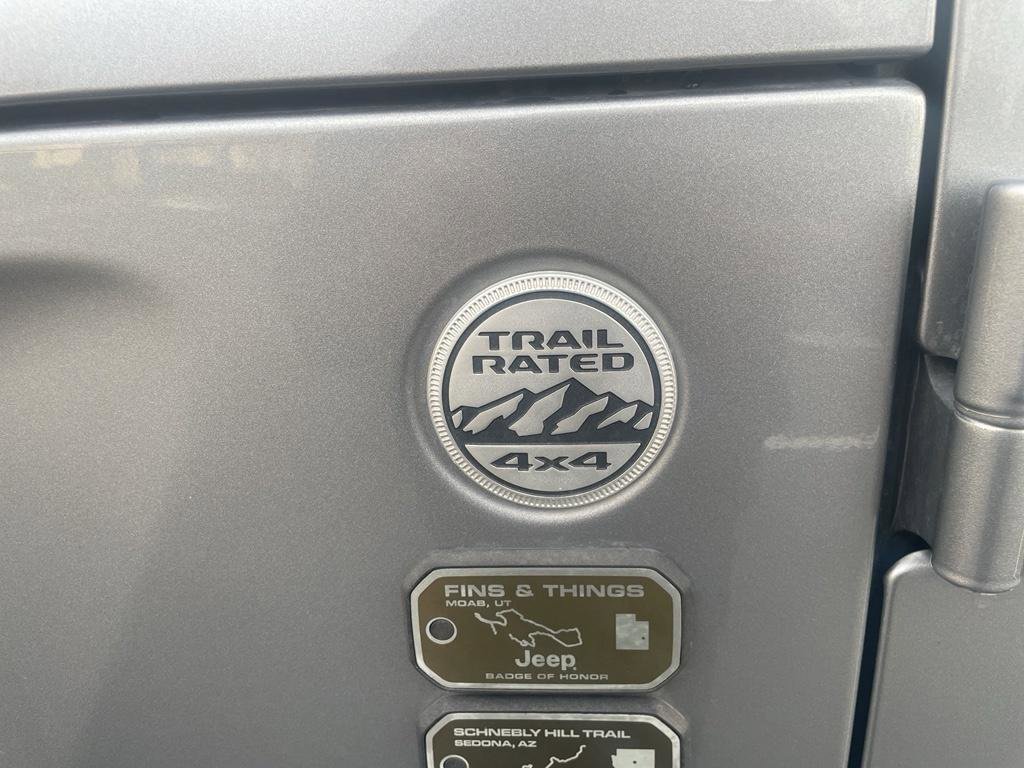 TRAIL
RATED
4x4
FINS & THINGS
MOAB, UT
Jeep
BADGE OF HONOR
SCHNEBLY HILL TRAIL
SEDONA, AZ